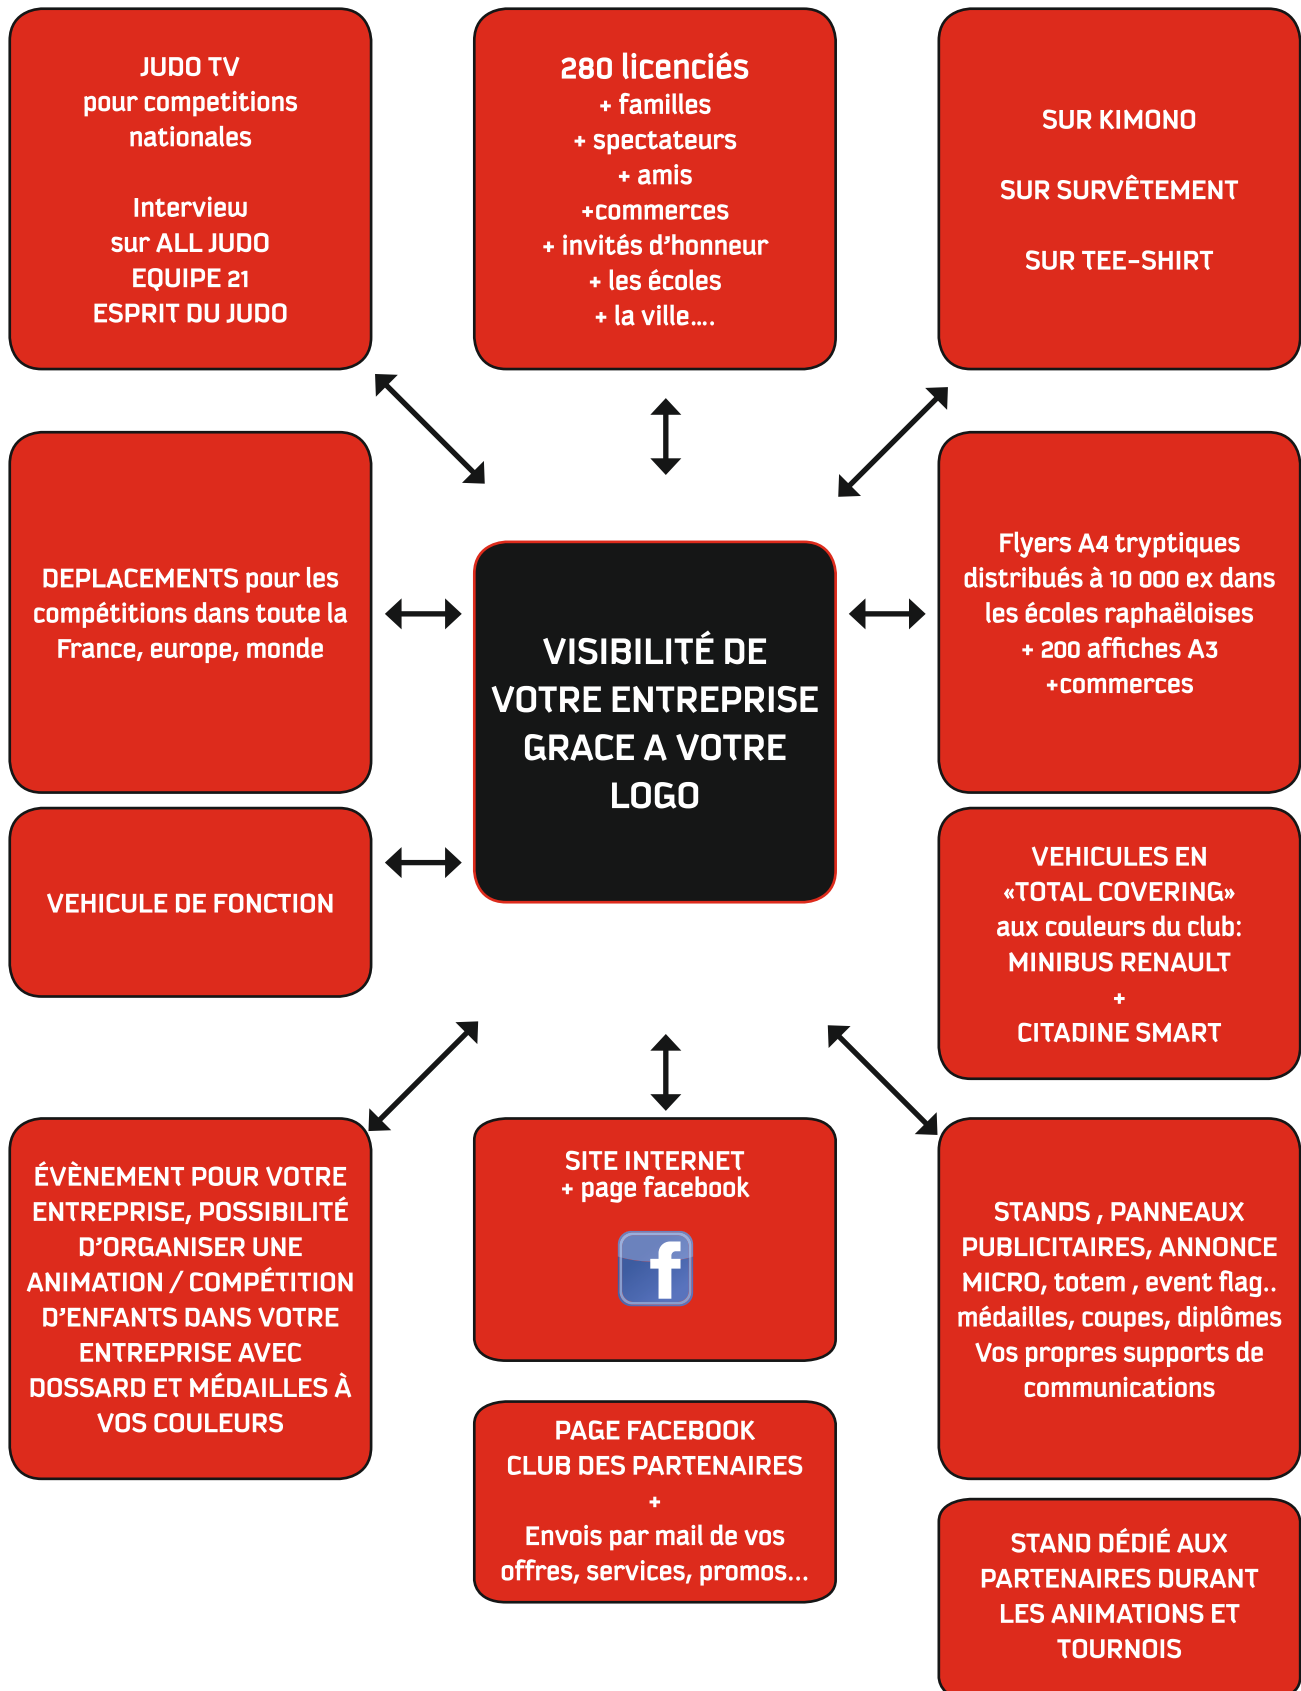 JUDO TV
pour competitions
nationales
Interview
sur ALL JUDO
EQUIPE 21
ESPRIT DU JUDO
280 licenciés
+ familles
+ spectateurs
+ amis
+commerces
+ invités d'honneur
+ les écoles
+ la ville....
SUR KIMONO
SUR SURVÊTEMENT
SUR TEE-SHIRT
DEPLACEMENTS pour les
compétitions dans toute la
France, europe, monde
VISIBILITÉ DE
VOTRE ENTREPRISE
GRACE A VOTRE
LOGO
Flyers A4 tryptiques
distribués à 10 000 ex dans
les écoles raphaëloises
+ 200 affiches A3
+commerces
VEHICULE DE FONCTION
VEHICULES EN
«TOTAL COVERING»
aux couleurs du club:
MINIBUS RENAULT
+
CITADINE SMART
ÉVÈNEMENT POUR VOTRE
ENTREPRISE, POSSIBILITÉ
D'ORGANISER UNE
ANIMATION / COMPÉTITION
D'ENFANTS DANS VOTRE
ENTREPRISE AVEC
DOSSARD ET MÉDAILLES À
VOS COULEURS
SITE INTERNET
+ page facebook
f
STANDS , PANNEAUX
PUBLICITAIRES, ANNONCE
MICRO, totem , event flag..
médailles, coupes, diplômes
Vos propres supports de
communications
PAGE FACEBOOK
CLUB DES PARTENAIRES
+
Envois par mail de vos
offres, services, promos...
STAND DÉDIÉ AUX
PARTENAIRES DURANT
LES ANIMATIONS ET
TOURNOIS